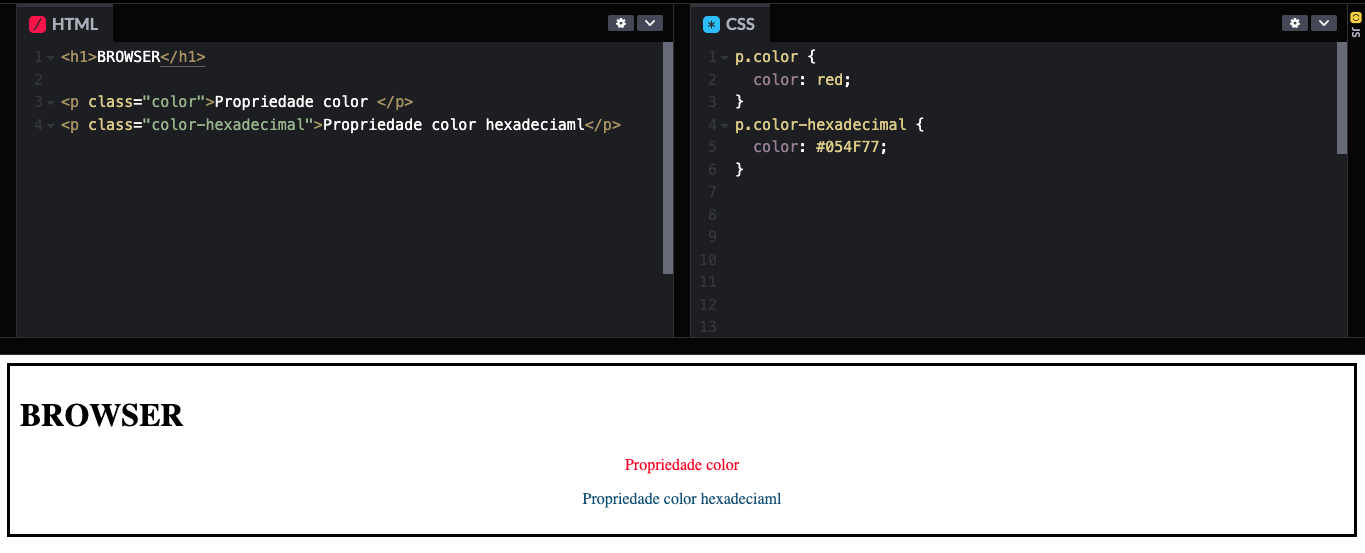 HTML
1 <h1>BROWSER</h1>
2
3 <p class="color">Propriedade color </p>
4 <p class="color-hexadecimal">Propriedade color hexadeciaml</p>
CSS
1 p.color {
2 color: red;
3 }
4 p.color-hexadecimal {
5 color: #054F77;
6 }
7
8
9
10
11
12
13
JS
BROWSER
Propriedade color
Propriedade color hexadeciaml